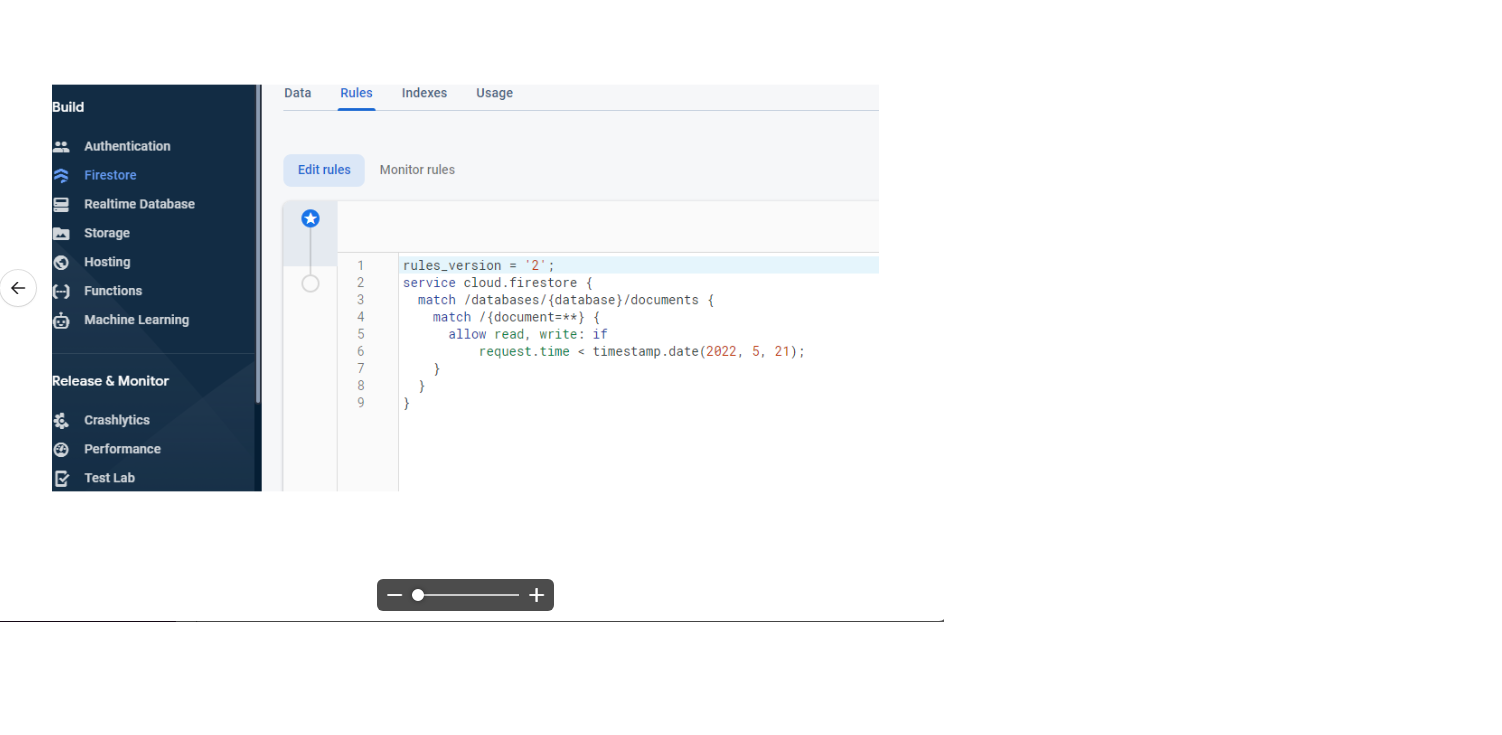 Build
Authentication
Firestore
Realtime Database
Storage
Hosting
Functions
Machine Learning
Release & Monitor
Crashlytics
Performance
Test Lab
Data Rules Indexes Usage
Edit rules Monitor rules
1 rules_version = '2';
2 service cloud.firestore {
3 match /databases/{database}/documents {
4 match /{document=**} {
5 allow read, write: if
6 request.time < timestamp.date(2022, 5, 21);
7 }
8 }
9 }